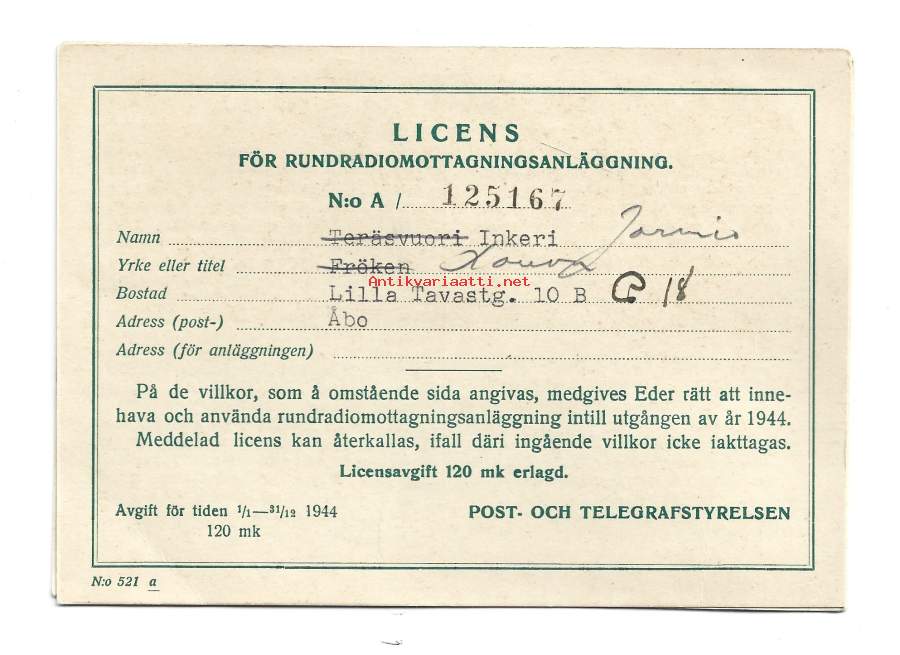 LICENS
FÖR RUNDRADIOMOTTAGNINGSANLÄGGNING.
N:o A / 125167
Namn Teräsvuori Inkeri
Yrke eller titel Fröken
Antikvariaatti.net
Bostad Lilla Tavastg. 10 B 18
Adress (post-) Åbo
Adress (för anläggningen)
På de villkor, som å omstående sida angivas, medgives Eder rätt att inne-
hava och använda rundradiomottagningsanläggning intill utgången av år 1944.
Meddelad licens kan återkallas, ifall däri ingående villkor icke iakttagas.
Licensavgift 120 mk erlagd.
Avgift för tiden 1/1—31/12 1944 POST- OCH TELEGRAFSTYRELSEN
120 mk
N:o 521 a